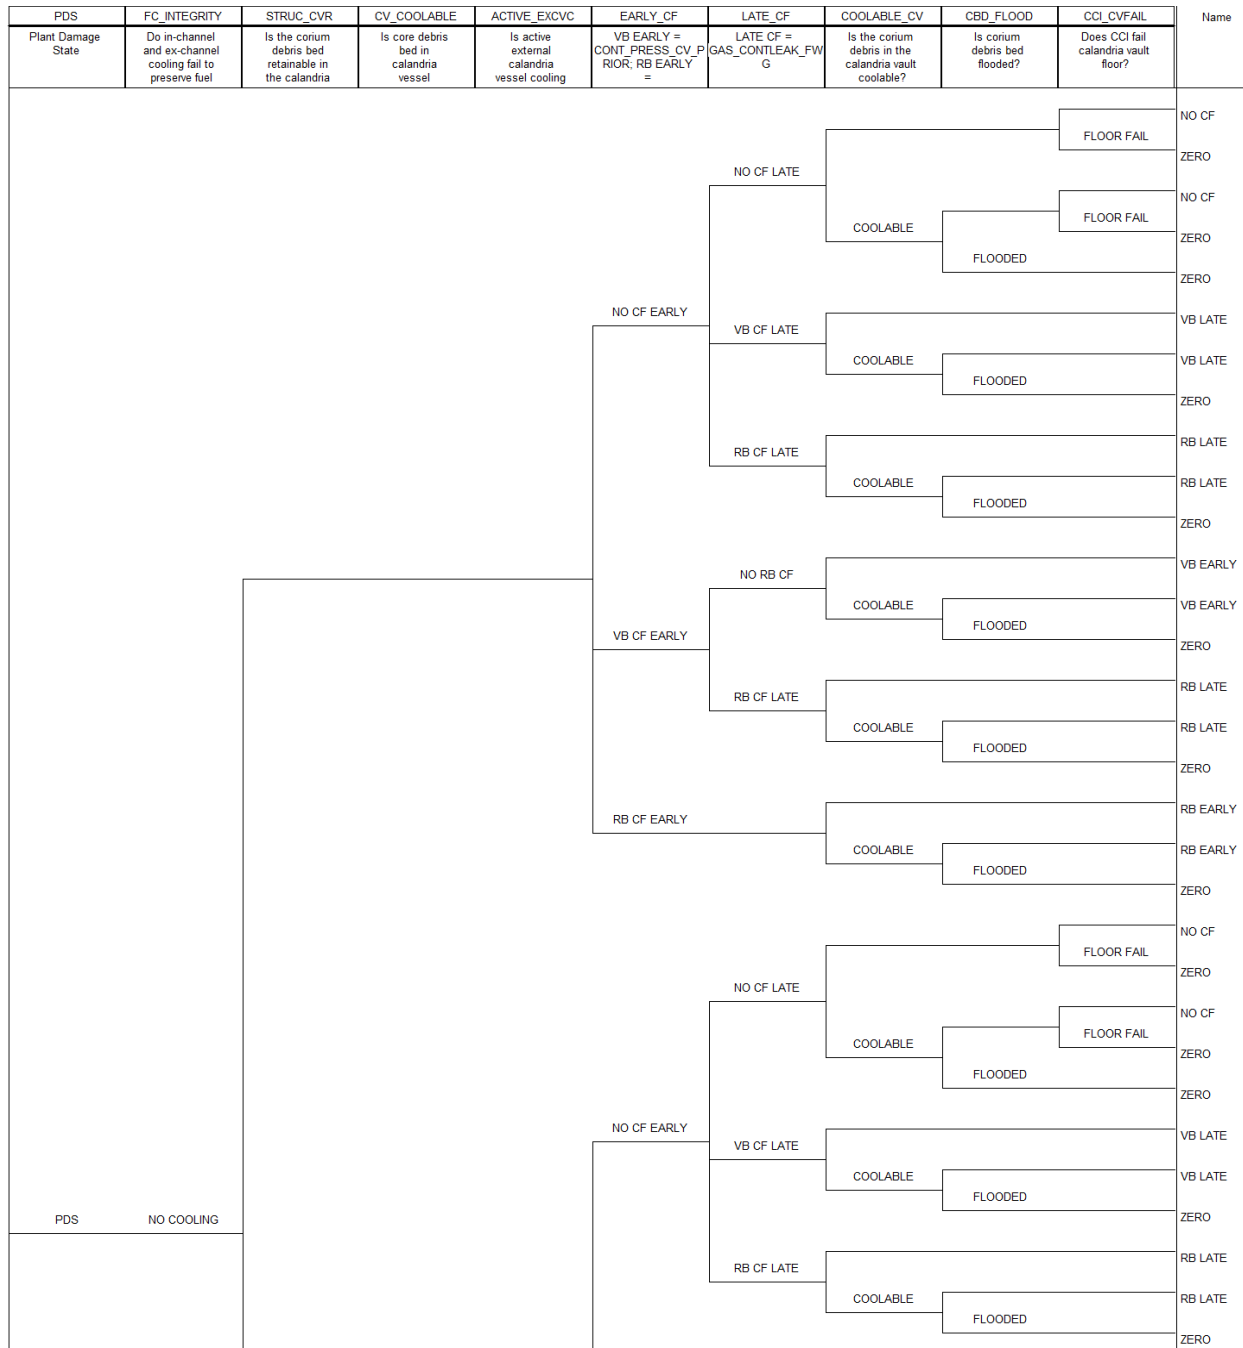 PDS FC_INTEGRITY STRUC_CVR CV_COOLABLE ACTIVE_EXCVC EARLY_CF LATE_CF COOLABLE_CV CBD_FLOOD CCI_CVFAIL Name
Plant Damage
State
Do in-channel
and ex-channel
cooling fail to
preserve fuel
Is the corium
debris bed
retainable in
the calandria
Is core debris
bed in
calandria
vessel
Is active
external
calandria
vessel cooling
VB EARLY =
CONT_PRESS_CV_P
RIOR; RB EARLY
=
LATE CF =
GAS_CONTLEAK_FW
G
Is the corium
debris in the
calandria vault
coolable?
Is corium
debris bed
flooded?
Does CCI fail
calandria vault
floor?
NO CF
FLOOR FAIL
ZERO
NO CF LATE
NO CF
FLOOR FAIL
COOLABLE
ZERO
FLOODED
ZERO
NO CF EARLY
VB LATE
VB CF LATE
VB LATE
COOLABLE
FLOODED
ZERO
RB LATE
RB CF LATE
RB LATE
COOLABLE
FLOODED
ZERO
VB EARLY
NO RB CF
VB EARLY
COOLABLE
FLOODED
VB CF EARLY
ZERO
RB LATE
RB CF LATE
RB LATE
COOLABLE
FLOODED
ZERO
RB EARLY
RB CF EARLY
RB EARLY
COOLABLE
FLOODED
ZERO
NO CF
FLOOR FAIL
ZERO
NO CF LATE
NO CF
FLOOR FAIL
COOLABLE
ZERO
FLOODED
ZERO
NO CF EARLY
VB LATE
VB CF LATE
VB LATE
COOLABLE
FLOODED
ZERO
PDS NO COOLING
RB LATE
RB CF LATE
RB LATE
COOLABLE
FLOODED
ZERO